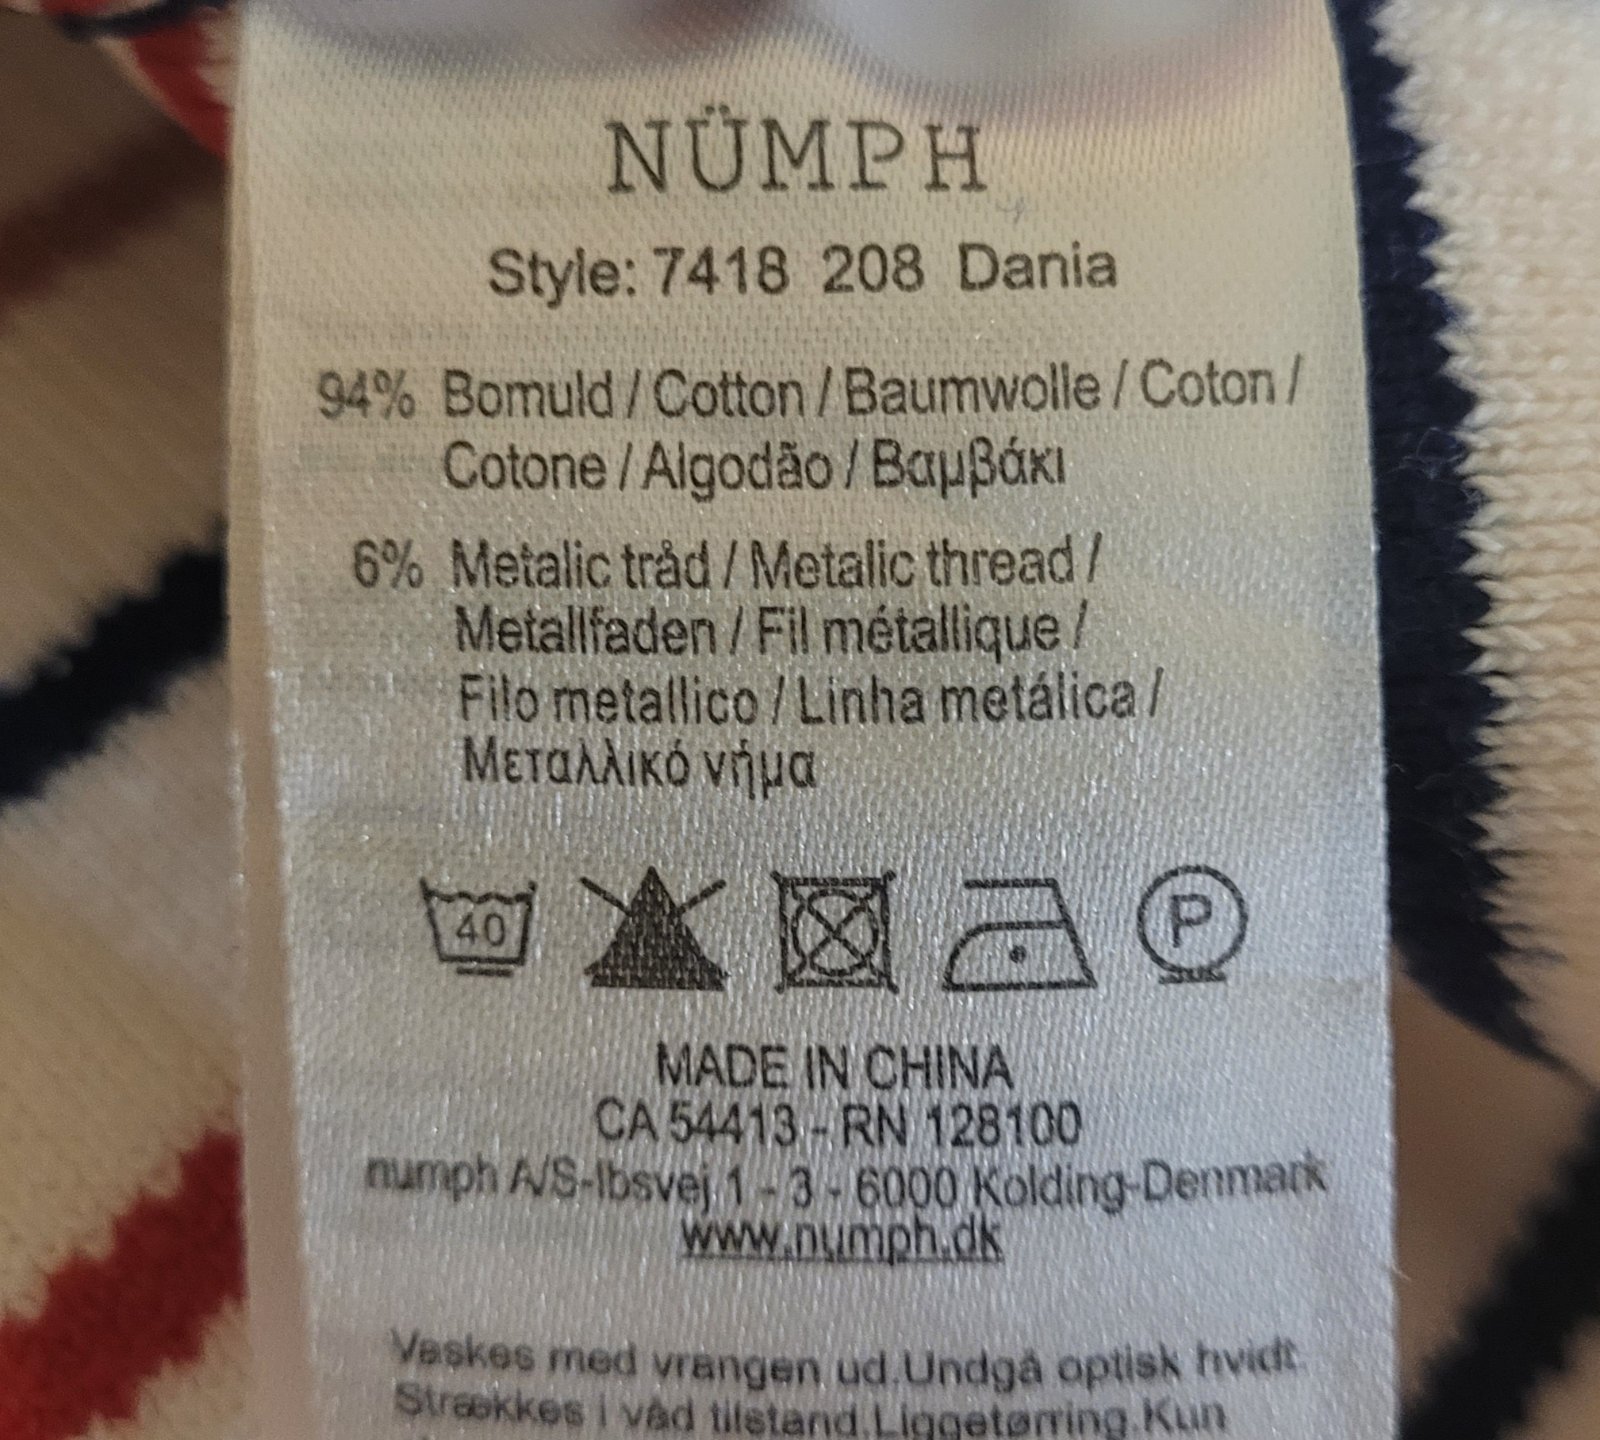 NÜMPH
Style: 7418 208 Dania
94% Bomuld / Cotton / Baumwolle / Coton /
Cotone / Algodão / Βαμβάκι
6% Metalic tråd / Metalic thread /
Metallfaden / Fil métallique /
Filo metallico / Linha metálica /
Μεταλλικό νήμα
40 P
MADE IN CHINA
CA 54413 - RN 128100
numph A/S-Ibsvej 1 - 3 - 6000 Kolding-Denmark
www.numph.dk
Vaskes med vrangen ud.Undgå optisk hvidt.
Strækkes i våd tilstand.Liggetørring.Kun